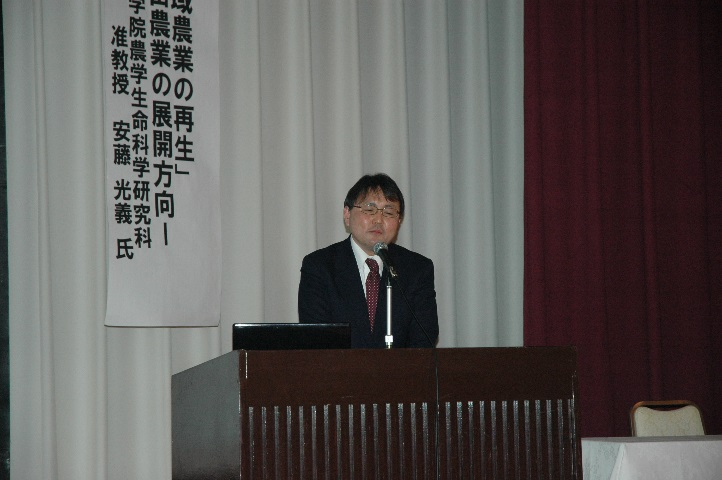 域農業の再生」
田農業の展開方向ー
学院農学生命科学研究科
准教授 安藤 光義 氏